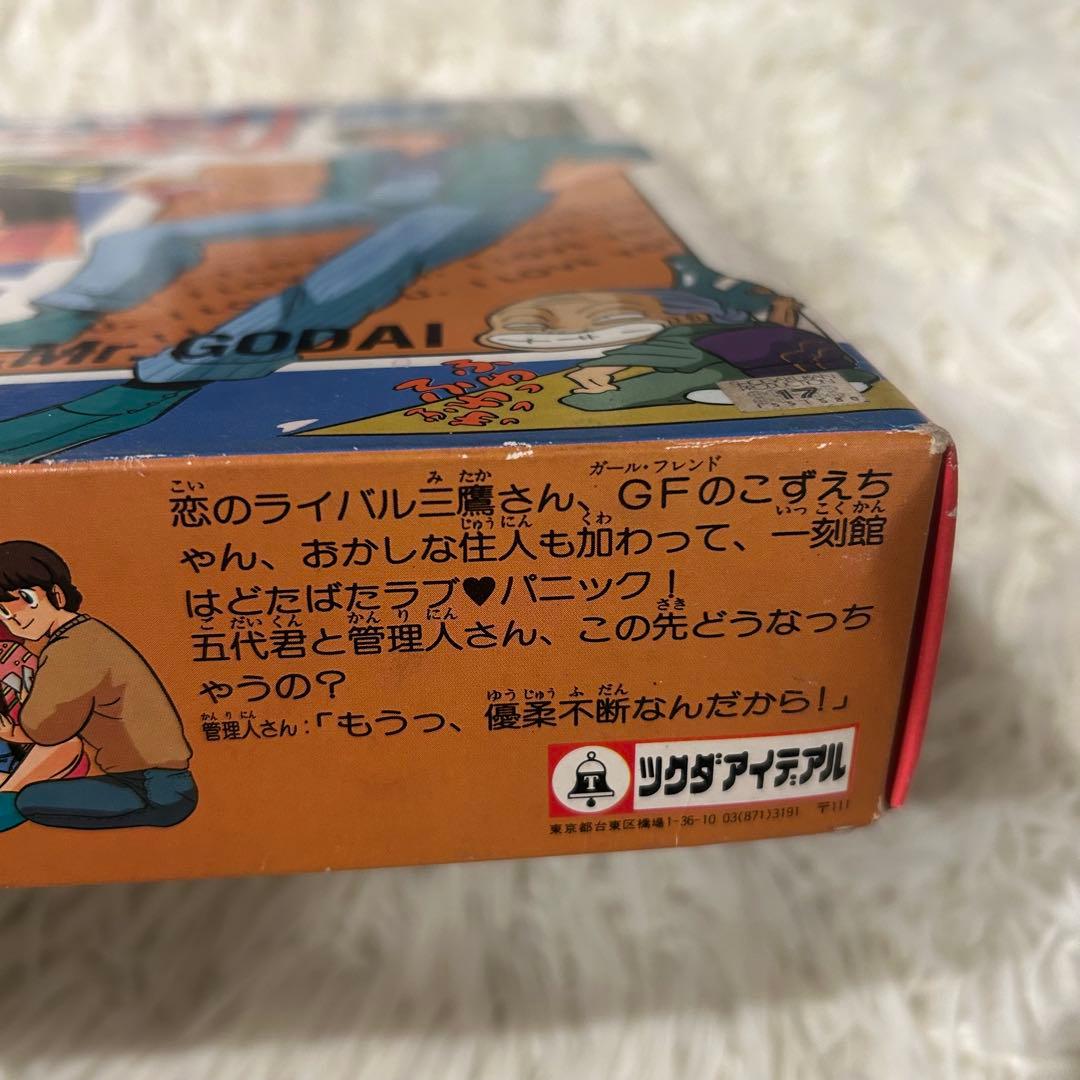 Mr. GODAI
17
恋のライバル三鷹さん、GFのこずえち
ゃん、おかしな住人も加わって、一刻館
はどたばたラブ♥パニック!
五代君と管理人さん、この先どうなっち
ゃうの?
管理人さん:「もうっ、優柔不断なんだから!」
T ツクダアイデアル
東京都台東区橋場1-36-10 03(871)3191 〒111